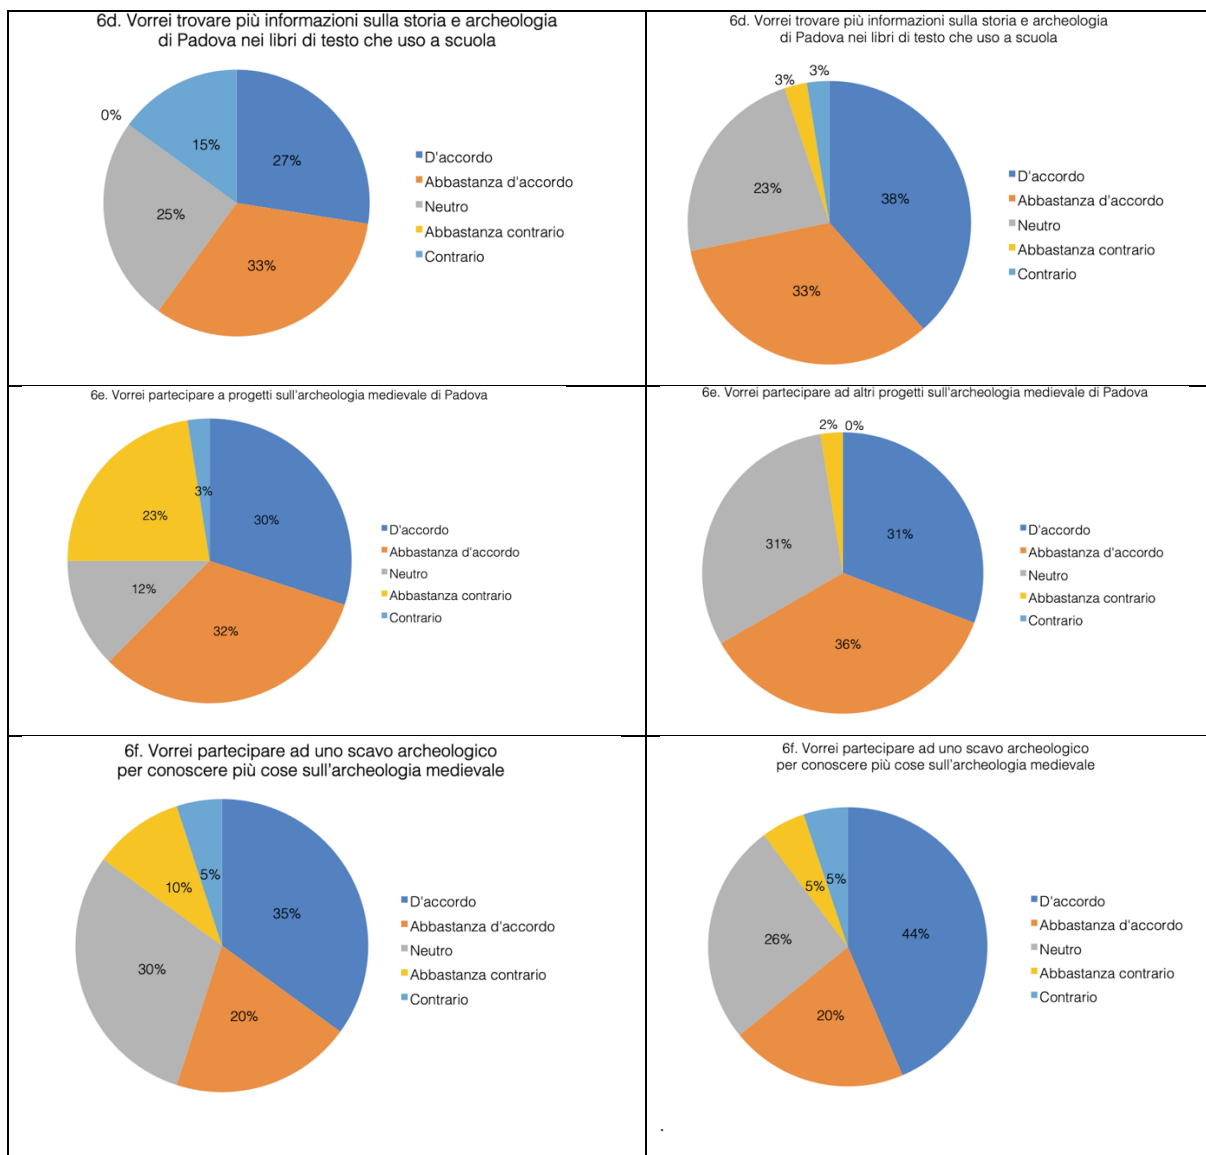 6d. Vorrei trovare più informazioni sulla storia e archeologia
di Padova nei libri di testo che uso a scuola
0%
15%
27%
25%
33%
D'accordo
Abbastanza d'accordo
Neutro
Abbastanza contrario
Contrario
6d. Vorrei trovare più informazioni sulla storia e archeologia
di Padova nei libri di testo che uso a scuola
3%
3%
23%
38%
33%
D'accordo
Abbastanza d'accordo
Neutro
Abbastanza contrario
Contrario
6e. Vorrei partecipare a progetti sull'archeologia medievale di Padova
3%
23%
30%
12%
32%
D'accordo
Abbastanza d'accordo
Neutro
Abbastanza contrario
Contrario
6e. Vorrei partecipare ad altri progetti sull'archeologia medievale di Padova
2%
0%
31%
31%
36%
D'accordo
Abbastanza d'accordo
Neutro
Abbastanza contrario
Contrario
6f. Vorrei partecipare ad uno scavo archeologico
per conoscere più cose sull'archeologia medievale
5%
10%
35%
30%
20%
D'accordo
Abbastanza d'accordo
Neutro
Abbastanza contrario
Contrario
6f. Vorrei partecipare ad uno scavo archeologico
per conoscere più cose sull'archeologia medievale
5%
5%
44%
26%
20%
D'accordo
Abbastanza d'accordo
Neutro
Abbastanza contrario
Contrario
.